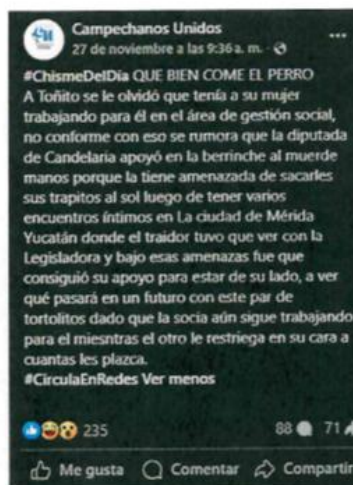 Campechanos Unidos
27 de noviembre a las 9:36 a. m. ·
#ChismeDelDía QUE BIEN COME EL PERRO
A Toñito se le olvidó que tenía a su mujer
trabajando para él en el área de gestión social,
no conforme con eso se rumora que la diputada
de Candelaria apoyó en la berrinche al muerde
manos porque la tiene amenazada de sacarles
sus trapitos al sol luego de tener varios
encuentros íntimos en La ciudad de Mérida
Yucatán donde el traidor tuvo que ver con la
Legisladora y bajo esas amenazas fue que
consiguió su apoyo para estar de su lado, a ver
qué pasará en un futuro con este par de
tortolitos dado que la socia aún sigue trabajando
para el miesntras el otro le restriega en su cara a
cuantas les plazca.
#CirculaEnRedes Ver menos
235 88 71
Me gusta Comentar Compartir